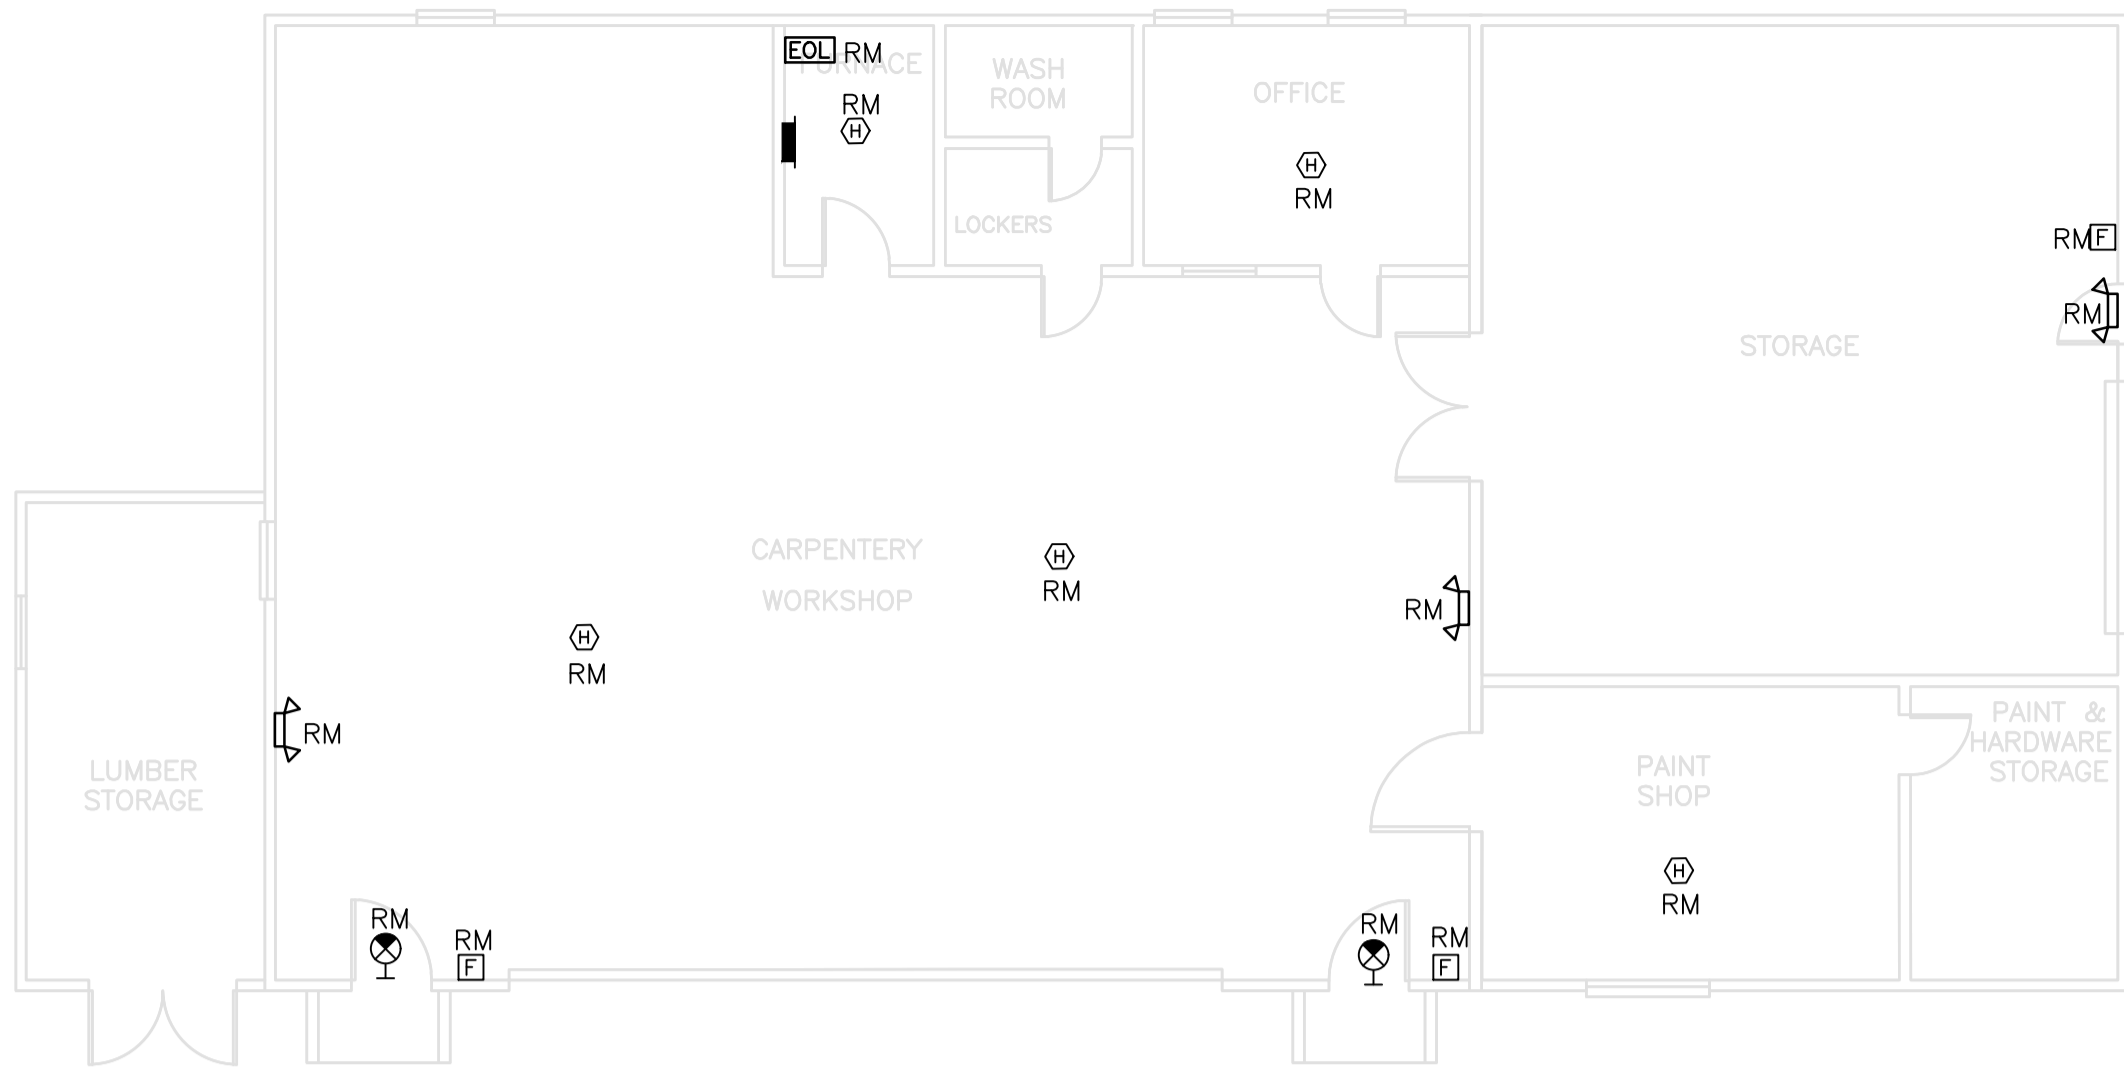 EOL RM
FURNACE
RM
H
WASH
ROOM
OFFICE
H
RM
LOCKERS
RM F
RM
STORAGE
CARPENTERY
WORKSHOP
H
RM
RM
H
RM
RM
LUMBER
STORAGE
PAINT
SHOP
PAINT &
HARDWARE
STORAGE
H
RM
RM
RM
F
RM
RM
F